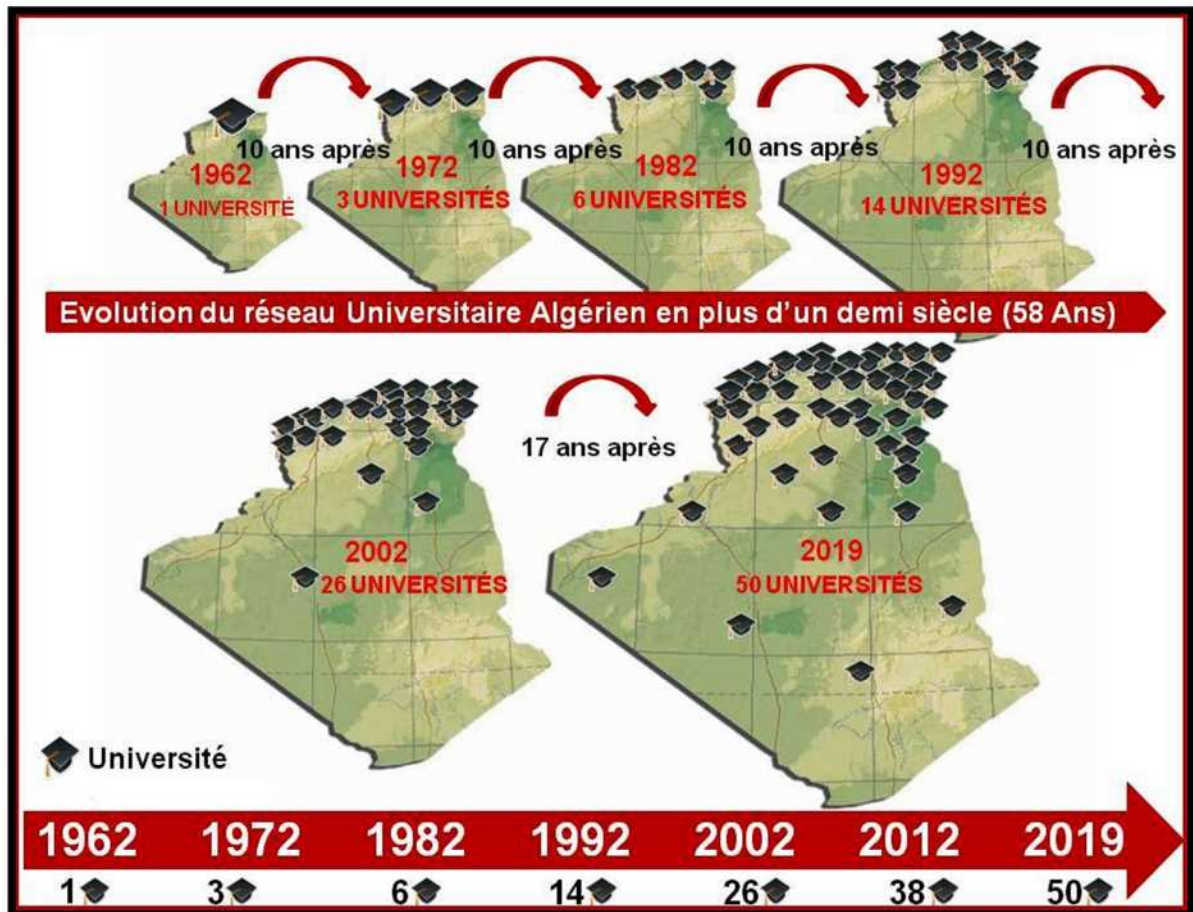 10 ans après
10 ans après
10 ans après
10 ans après
1962
1 UNIVERSITÉ
1972
3 UNIVERSITÉS
1982
6 UNIVERSITÉS
1992
14 UNIVERSITÉS
Evolution du réseau Universitaire Algérien en plus d'un demi siècle (58 Ans)
17 ans après
2002
26 UNIVERSITÉS
2019
50 UNIVERSITÉS
Université
1962 1972 1982 1992 2002 2012 2019
1 3 6 14 26 38 50